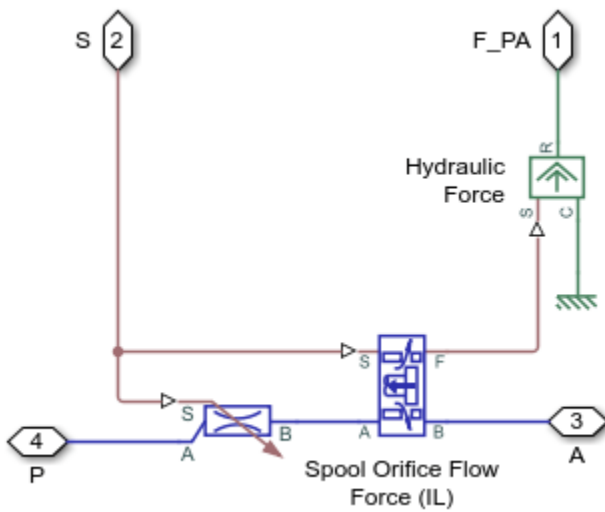 S 2
F_PA 1
R
Hydraulic
Force
S C
S F
S
A B A B
4
P
3
A
Spool Orifice Flow
Force (IL)